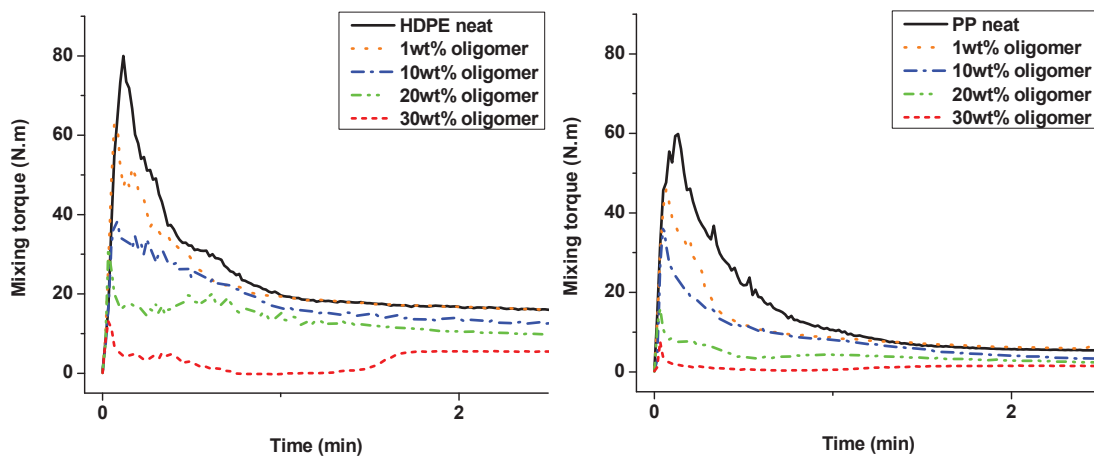 HDPE neat
1wt% oligomer
10wt% oligomer
20wt% oligomer
30wt% oligomer
80
60
40
20
0
Mixing torque (N.m)
0
2
Time (min)
PP neat
1wt% oligomer
10wt% oligomer
20wt% oligomer
30wt% oligomer
80
60
40
20
0
Mixing torque (N.m)
0
2
Time (min)